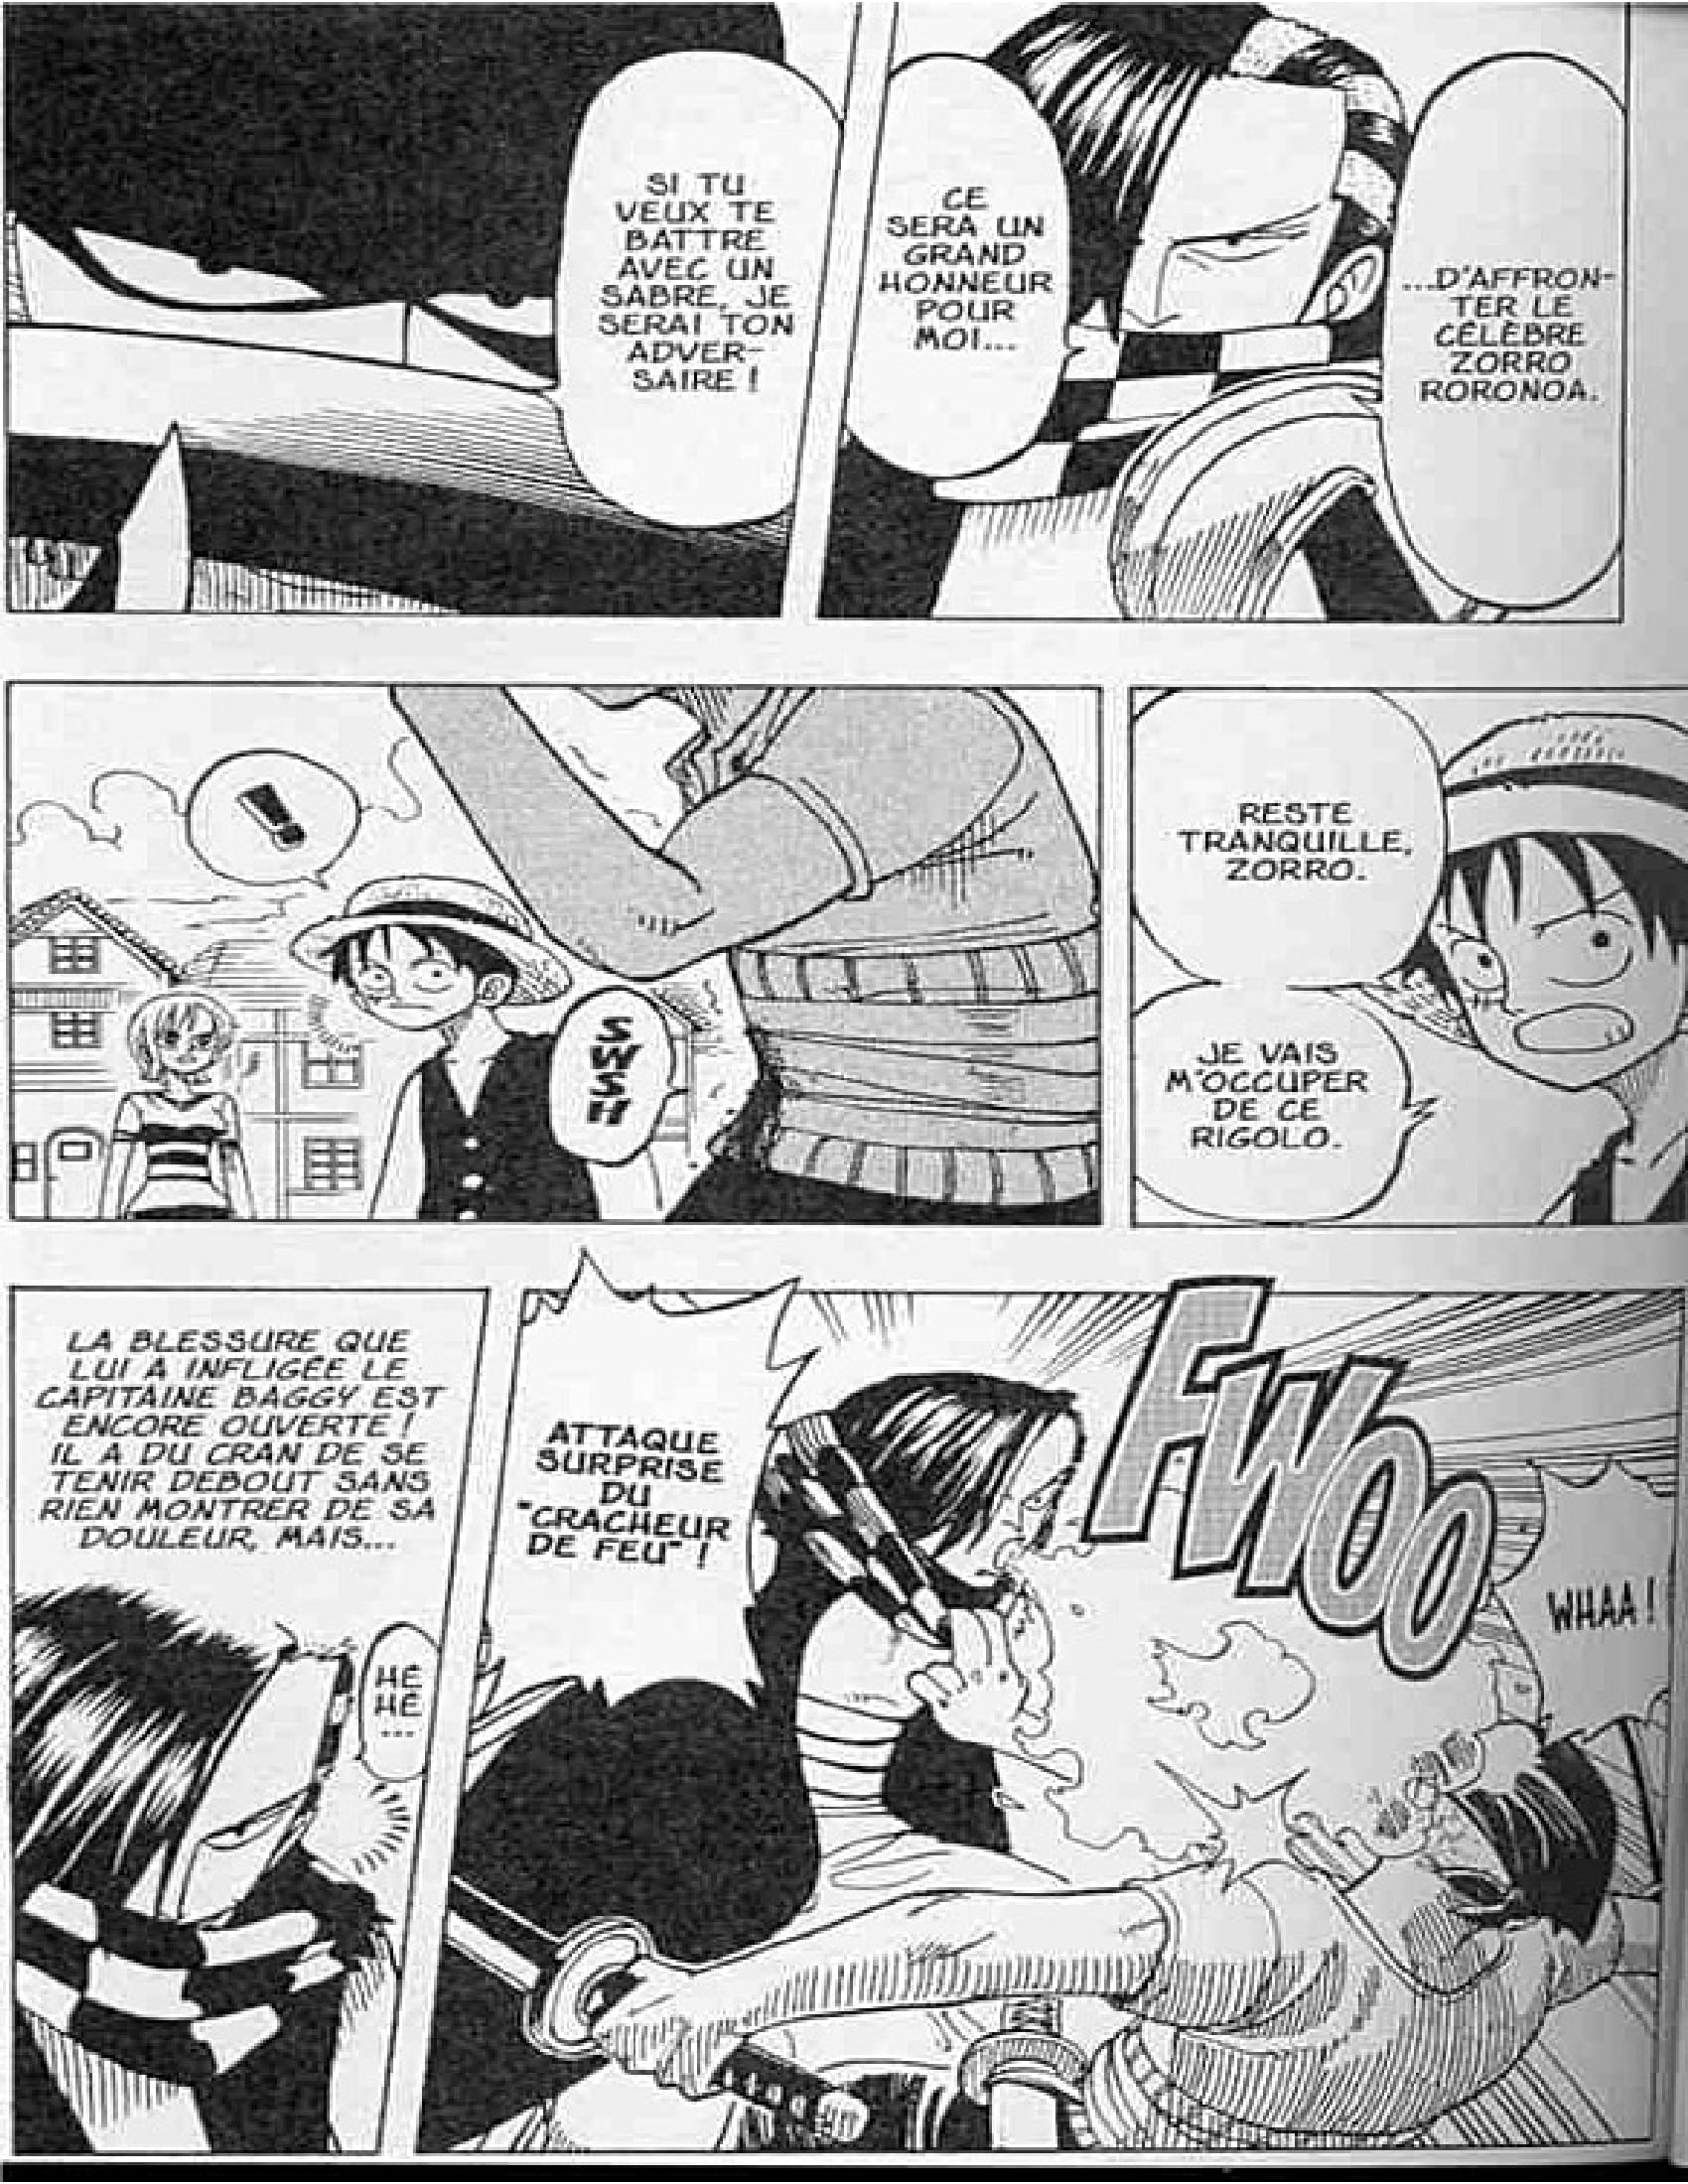 SI TU
VEUX TE
BATTRE
AVEC UN
SABRE, JE
SERAI TON
ADVER-
SAIRE !
CE
SERA UN
GRAND
HONNEUR
POUR
MOI...
...D'AFFRON-
TER LE
CÉLÈBRE
ZORRO
RORONOA.
!!
S
W
S
H
RESTE
TRANQUILLE,
ZORRO.
JE VAIS
M'OCCUPER
DE CE
RIGOLO.
LA BLESSURE QUE
LUI A INFLIGÉE LE
CAPITAINE BAGGY EST
ENCORE OUVERTE !
IL A DU CRAN DE SE
TENIR DEBOUT SANS
RIEN MONTRER DE SA
DOULEUR, MAIS...
HÉ
HÉ
...
ATTAQUE
SURPRISE
DU
"CRACHEUR
DE FEU" !
FWOO
WHAA !